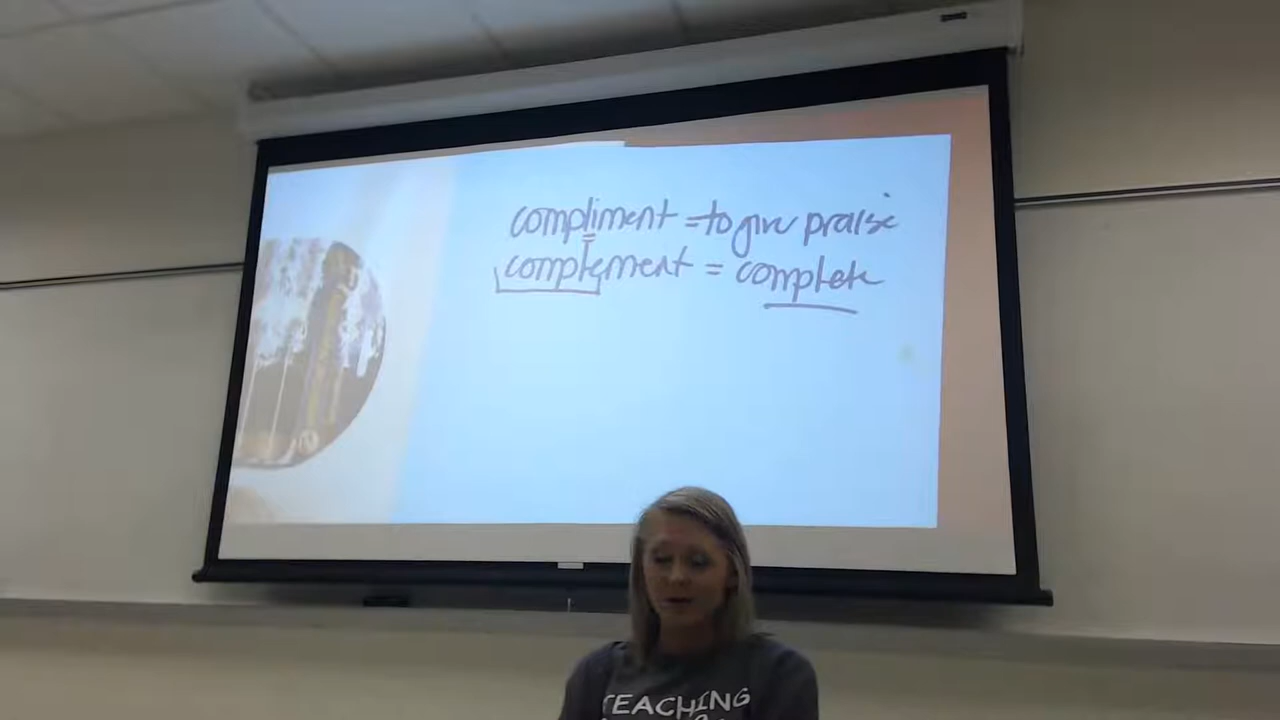 compliment = to give praise
complement = complete
TEACHING